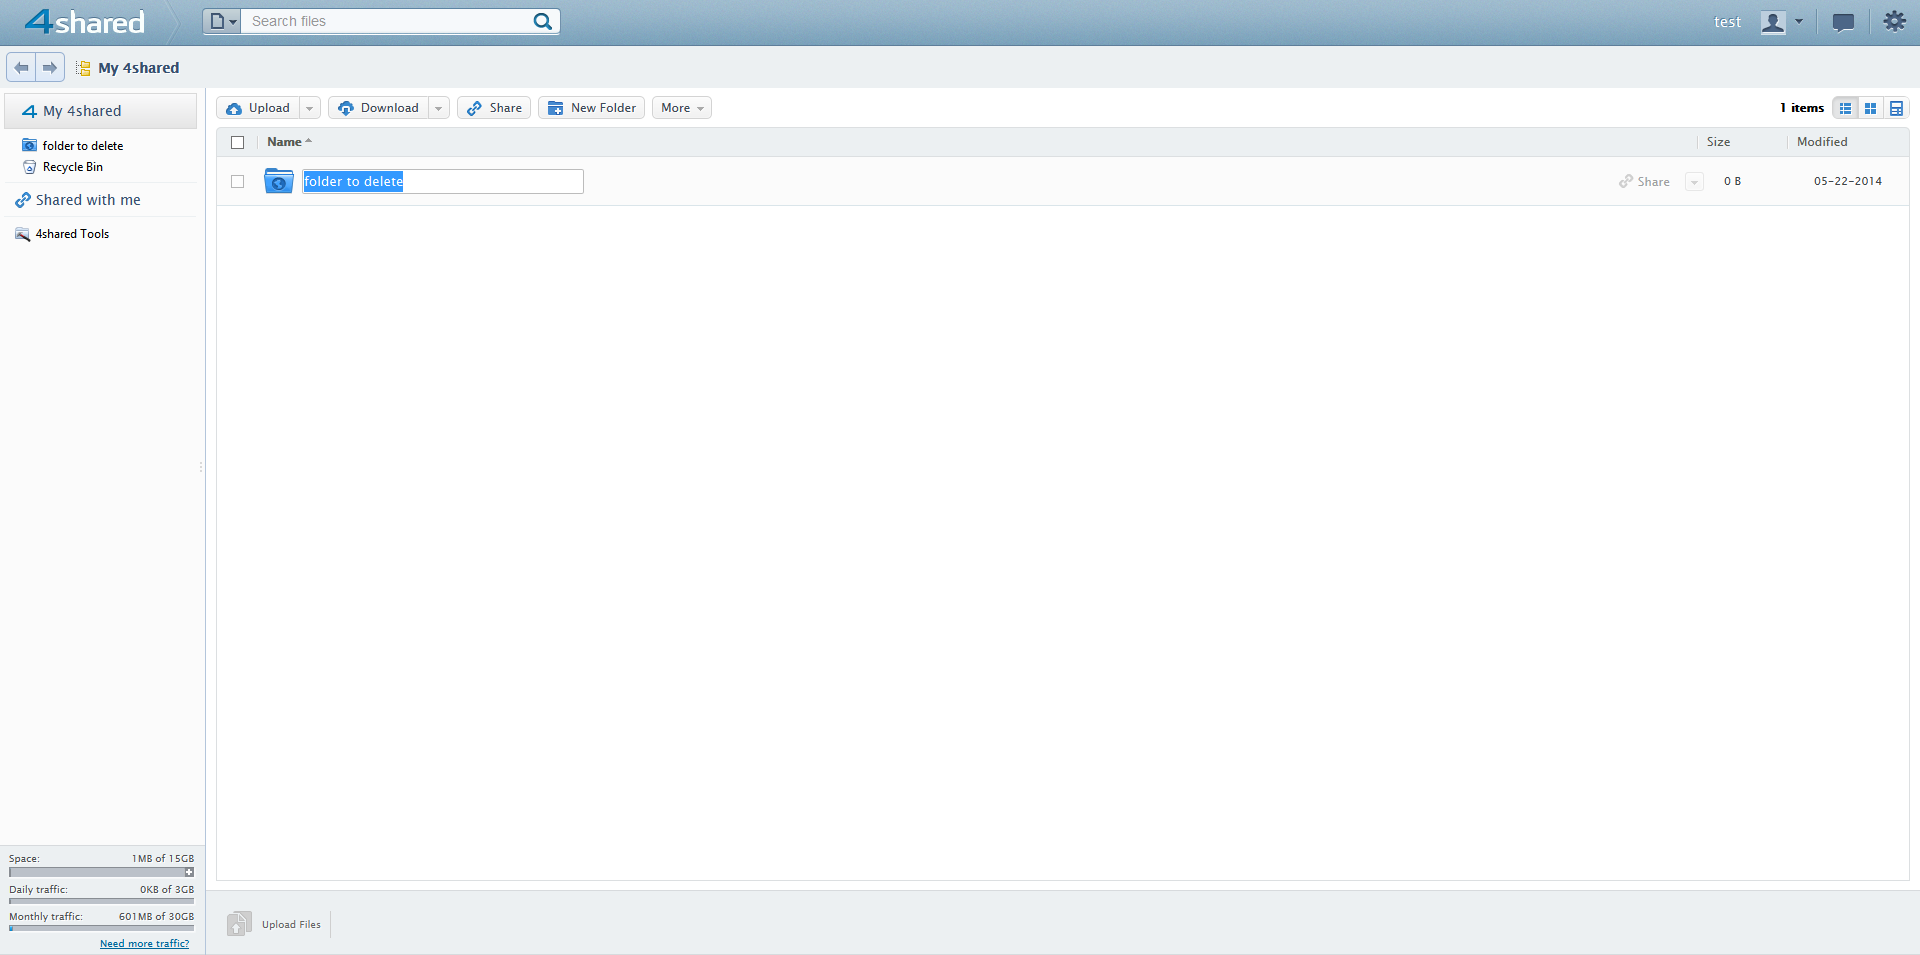 4shared
Search files
test
My 4shared
My 4shared
folder to delete
Recycle Bin
Shared with me
4shared Tools
Upload
Download
Share
New Folder
More
1 items
Name
Size
Modified
folder to delete
Share
0 B
05-22-2014
Space: 1MB of 15GB
Daily traffic: 0KB of 3GB
Monthly traffic: 601MB of 30GB
Need more traffic?
Upload Files